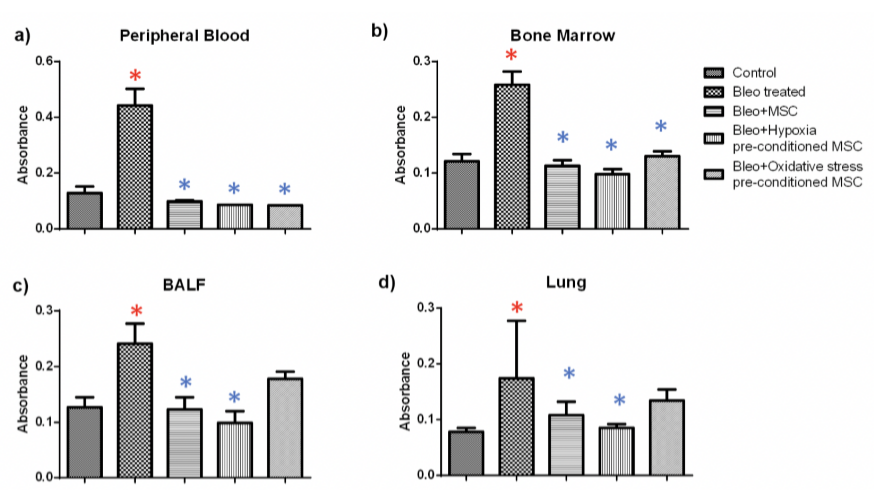 a)
Peripheral Blood
Absorbance
0.6
0.4
0.2
0.0
*
*
*
*
b)
Bone Marrow
Absorbance
0.3
0.2
0.1
0.0
*
*
*
*
Control
Bleo treated
Bleo+MSC
Bleo+Hypoxia
pre-conditioned MSC
Bleo+Oxidative stress
pre-conditioned MSC
c)
BALF
Absorbance
0.3
0.2
0.1
0.0
*
*
*
d)
Lung
Absorbance
0.3
0.2
0.1
0.0
*
*
*